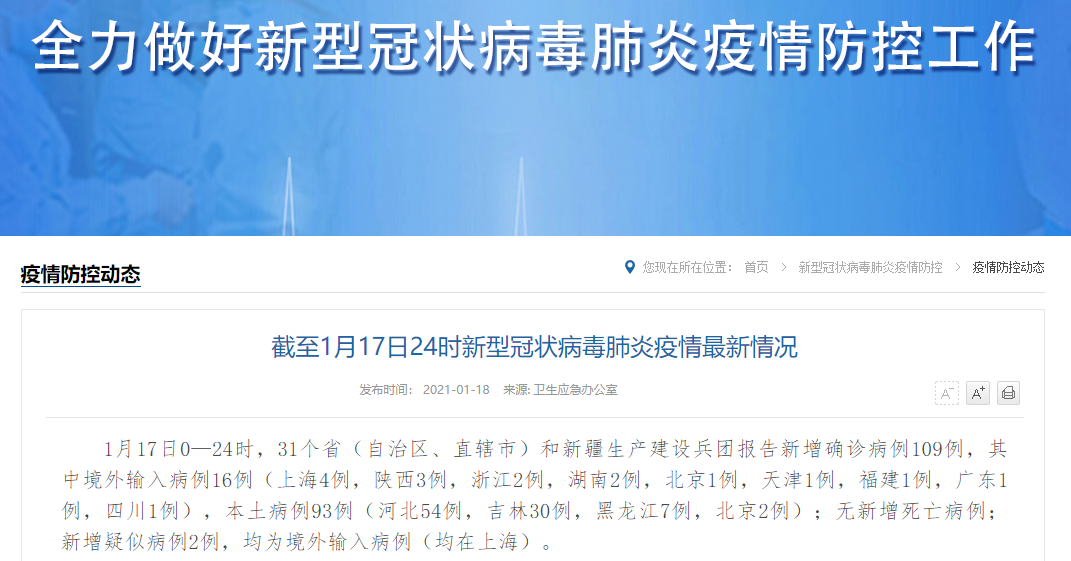 全力做好新型冠状病毒肺炎疫情防控工作
疫情防控动态
您现在所在位置： 首页 > 新型冠状病毒肺炎疫情防控 > 疫情防控动态
截至1月17日24时新型冠状病毒肺炎疫情最新情况
发布时间： 2021-01-18 来源: 卫生应急办公室
A- A+
1月17日0—24时，31个省（自治区、直辖市）和新疆生产建设兵团报告新增确诊病例109例，其
中境外输入病例16例（上海4例，陕西3例，浙江2例，湖南2例，北京1例，天津1例，福建1例，广东1
例，四川1例），本土病例93例（河北54例，吉林30例，黑龙江7例，北京2例）；无新增死亡病例；
新增疑似病例2例，均为境外输入病例（均在上海）。